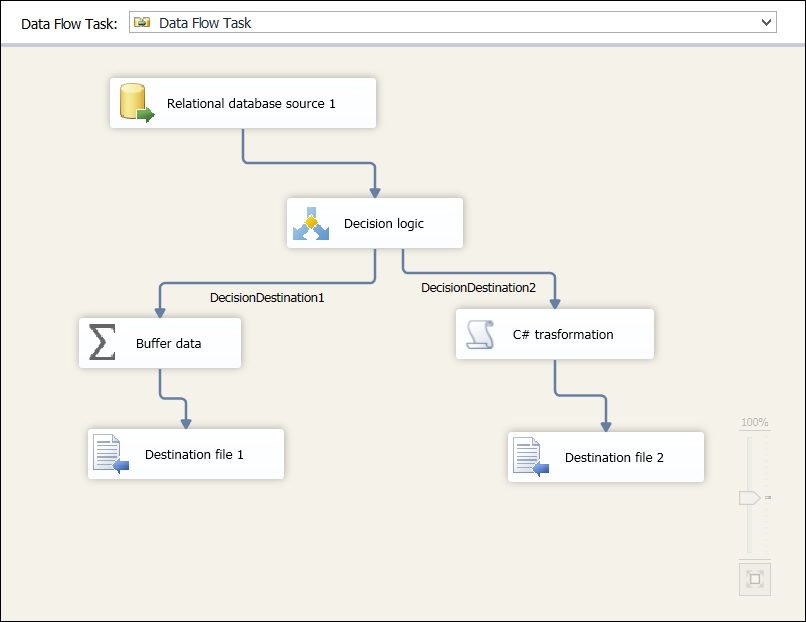 Data Flow Task: Data Flow Task
Relational database source 1
Decision logic
DecisionDestination1
DecisionDestination2
Buffer data
C# trasformation
Destination file 1
Destination file 2
100%